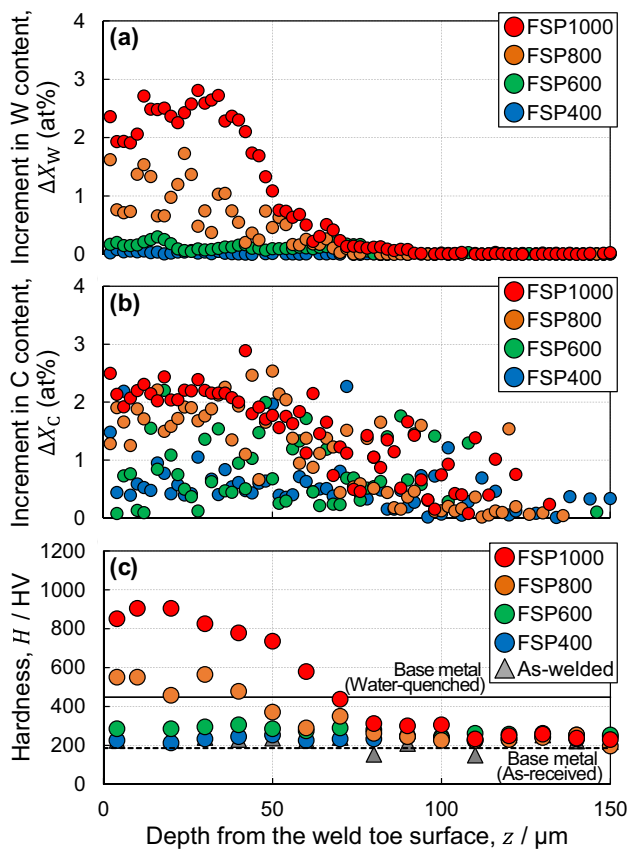 (a)
FSP1000
FSP800
FSP600
FSP400
Increment in W content,
ΔX_W (at%)
4
3
2
1
0
(b)
FSP1000
FSP800
FSP600
FSP400
Increment in C content,
ΔX_C (at%)
4
3
2
1
0
(c)
FSP1000
FSP800
FSP600
FSP400
As-welded
Hardness, H / HV
1200
1000
800
600
400
200
0
Base metal
(Water-quenched)
Base metal
(As-received)
0 50 100 150
Depth from the weld toe surface, z / μm